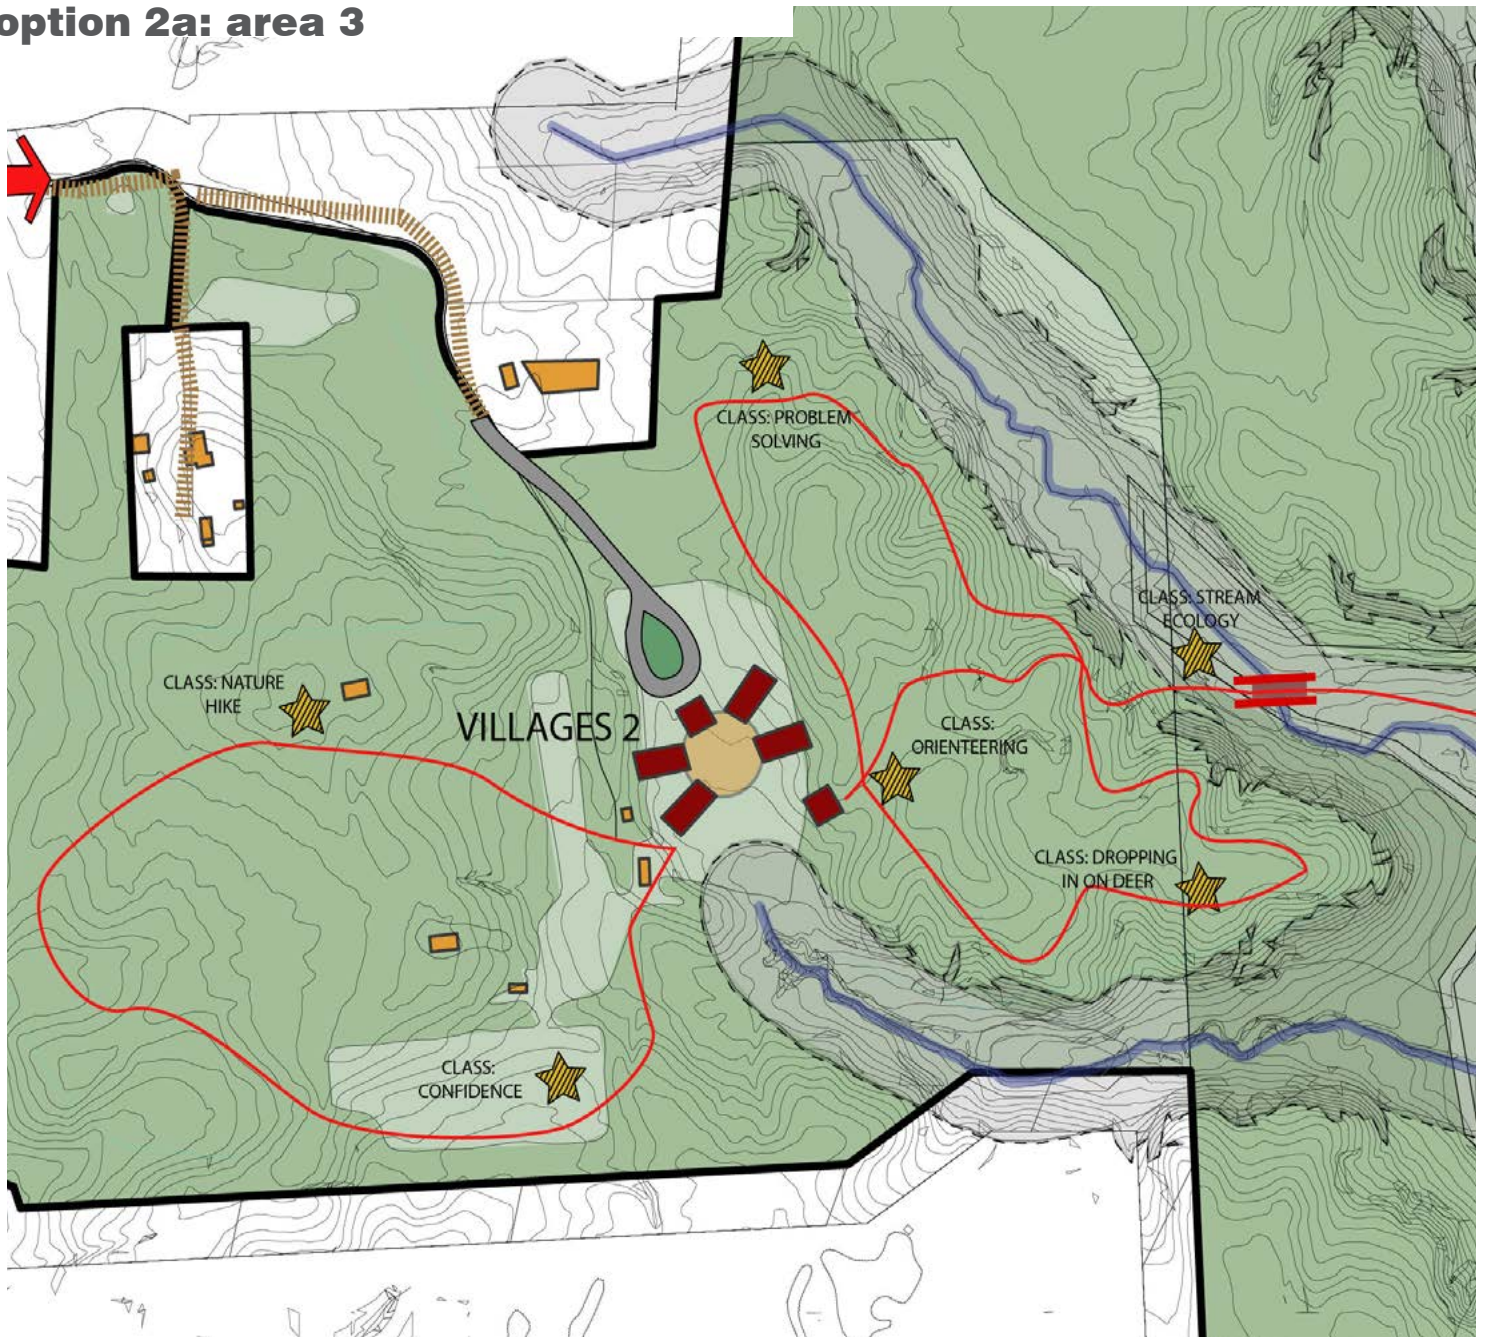 option 2a: area 3
CLASS: PROBLEM
SOLVING
CLASS: STREAM
ECOLOGY
CLASS: NATURE
HIKE
VILLAGES 2
CLASS:
ORIENTEERING
CLASS: DROPPING
IN ON DEER
CLASS:
CONFIDENCE